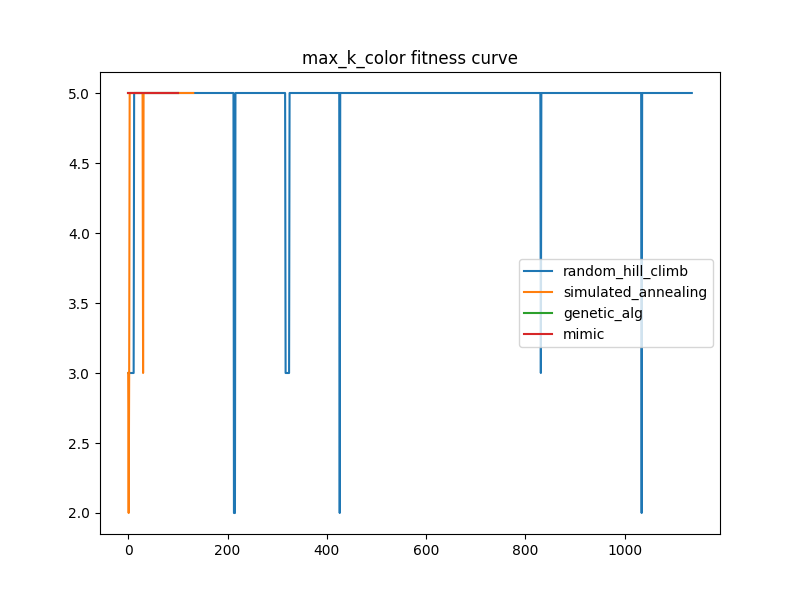 max_k_color fitness curve
5.0
4.5
4.0
3.5
3.0
2.5
2.0
random_hill_climb
simulated_annealing
genetic_alg
mimic
0 200 400 600 800 1000